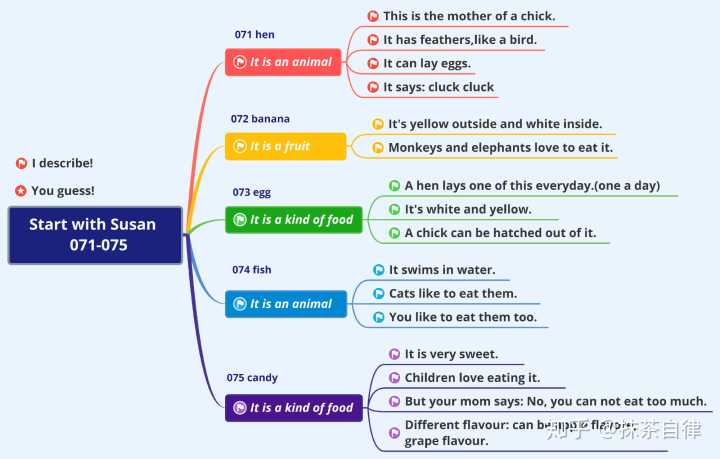 I describe!
You guess!
Start with Susan
071-075
071 hen
It is an animal
This is the mother of a chick.
It has feathers,like a bird.
It can lay eggs.
It says: cluck cluck
072 banana
It is a fruit
It's yellow outside and white inside.
Monkeys and elephants love to eat it.
073 egg
It is a kind of food
A hen lays one of this everyday.(one a day)
It's white and yellow.
A chick can be hatched out of it.
074 fish
It is an animal
It swims in water.
Cats like to eat them.
You like to eat them too.
075 candy
It is a kind of food
It is very sweet.
Children love eating it.
But your mom says: No, you can not eat too much.
Different flavour: can be
grape flavour.
知乎 @抹茶自律